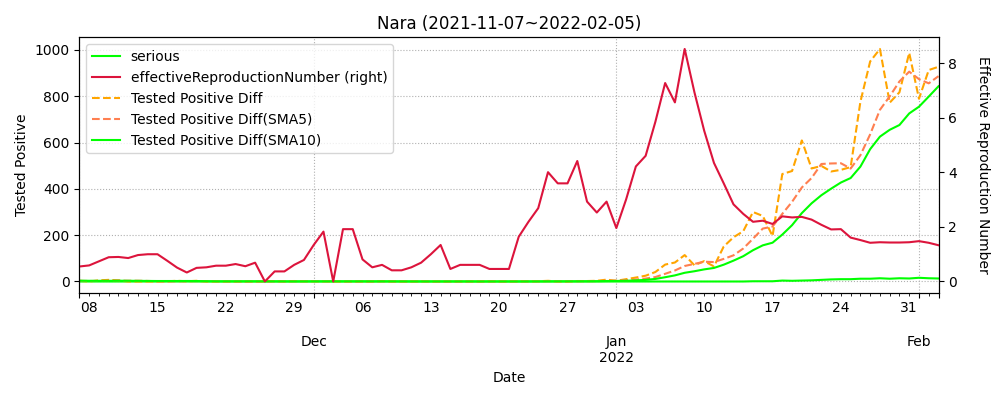 Nara (2021-11-07~2022-02-05)
serious
effectiveReproductionNumber (right)
Tested Positive Diff
Tested Positive Diff(SMA5)
Tested Positive Diff(SMA10)
Tested Positive
1000
800
600
400
200
0
Effective Reproduction Number
8
6
4
2
0
08 15 22 29 06 13 20 27 03 10 17 24 31
Dec Jan Feb
2022
Date